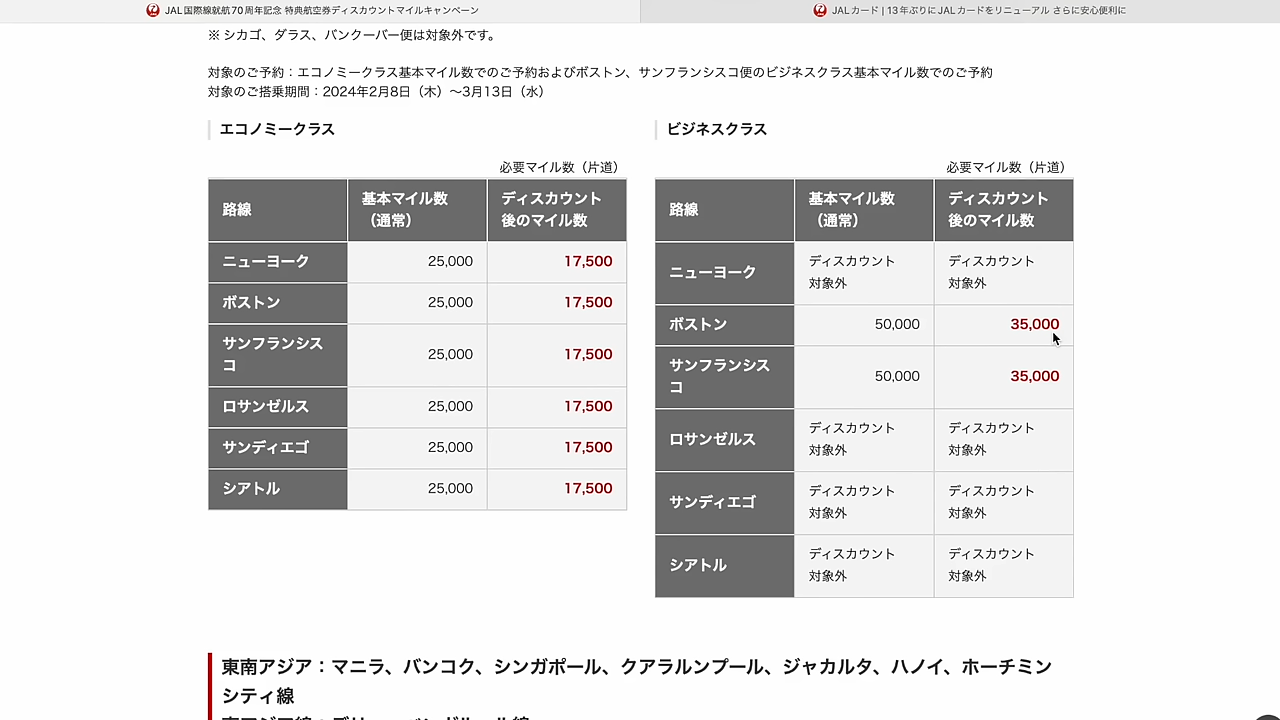 JAL国際線就航70周年記念 特典航空券ディスカウントマイルキャンペーン
JALカード | 13年ぶりにJALカードをリニューアル さらに安心便利に
※ シカゴ、ダラス、バンクーバー便は対象外です。
対象のご予約：エコノミークラス基本マイル数でのご予約およびボストン、サンフランシスコ便のビジネスクラス基本マイル数でのご予約
対象のご搭乗期間：2024年2月8日（木）～3月13日（水）
エコノミークラス
必要マイル数（片道）
路線
基本マイル数
（通常）
ディスカウント
後のマイル数
ニューヨーク 25,000 17,500
ボストン 25,000 17,500
サンフランシス
コ
25,000 17,500
ロサンゼルス 25,000 17,500
サンディエゴ 25,000 17,500
シアトル 25,000 17,500
ビジネスクラス
必要マイル数（片道）
路線
基本マイル数
（通常）
ディスカウント
後のマイル数
ニューヨーク
ディスカウント
対象外
ディスカウント
対象外
ボストン 50,000 35,000
サンフランシス
コ
50,000 35,000
ロサンゼルス
ディスカウント
対象外
ディスカウント
対象外
サンディエゴ
ディスカウント
対象外
ディスカウント
対象外
シアトル
ディスカウント
対象外
ディスカウント
対象外
東南アジア：マニラ、バンコク、シンガポール、クアラルンプール、ジャカルタ、ハノイ、ホーチミン
シティ線